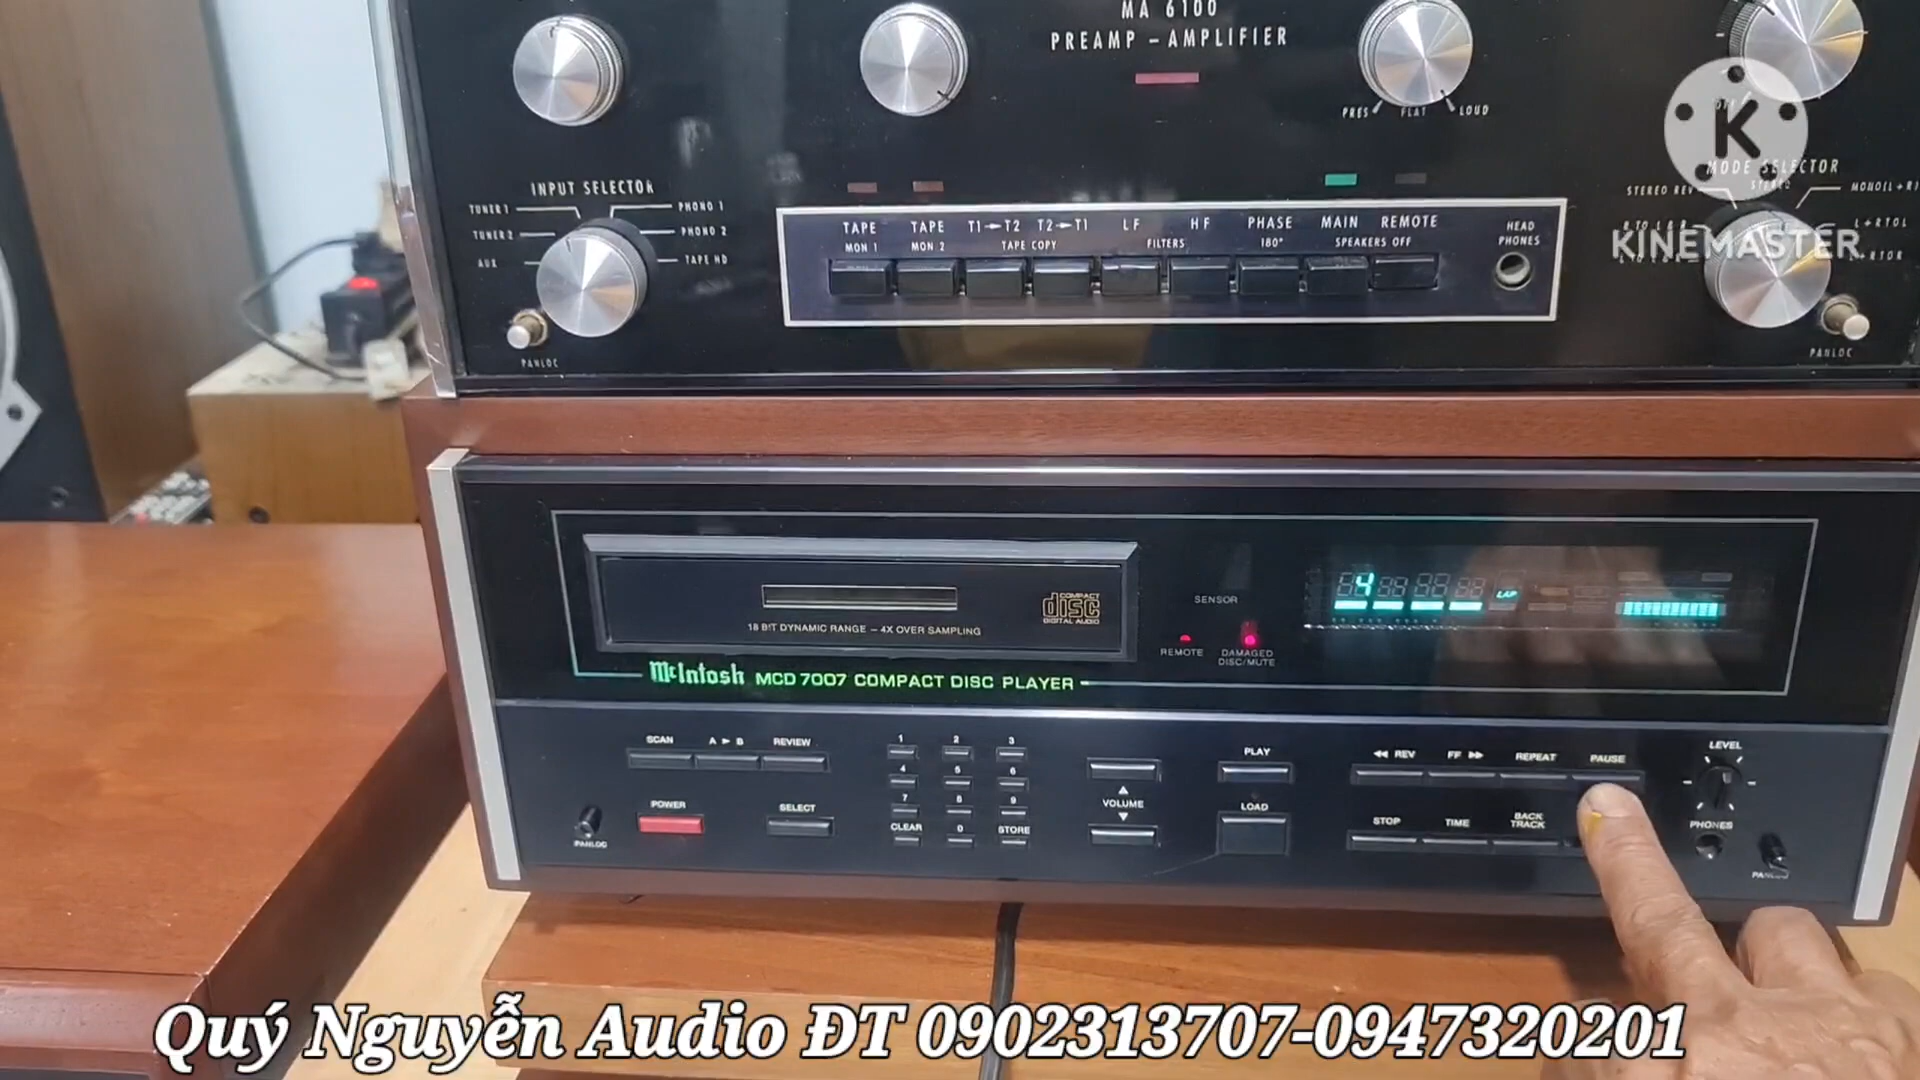 MA 6100
PREAMP - AMPLIFIER
PRES FLAT LOUD
K
KINEMASTER
INPUT SELECTOR
TUNER 1
TUNER 2
AUX
PHONO 1
PHONO 2
TAPE HD
PANLOC
TAPE MON 1
TAPE MON 2
T1 → T2 T2 → T1
TAPE COPY
LF HF
FILTERS
PHASE 180°
MAIN REMOTE
SPEAKERS OFF
HEAD PHONES
MODE SELECTOR
STEREO REV
STEREO
MONO(L+R)
L+R TO L
PANLOC
COMPACT
disc
DIGITAL AUDIO
18 BIT DYNAMIC RANGE – 4X OVER SAMPLING
McIntosh MCD 7007 COMPACT DISC PLAYER
SENSOR
REMOTE
DAMAGED
DISC/MUTE
4
LAP
SCAN A ► B REVIEW
POWER
SELECT
PANLOC
1 2 3
4 5 6
7 8 9
CLEAR 0 STORE
▲
VOLUME
▼
PLAY
LOAD
◀◀ REV FF ▶▶ REPEAT PAUSE
STOP TIME BACK TRACK
LEVEL
PHONES
Quý Nguyễn Audio ĐT 0902313707-0947320201